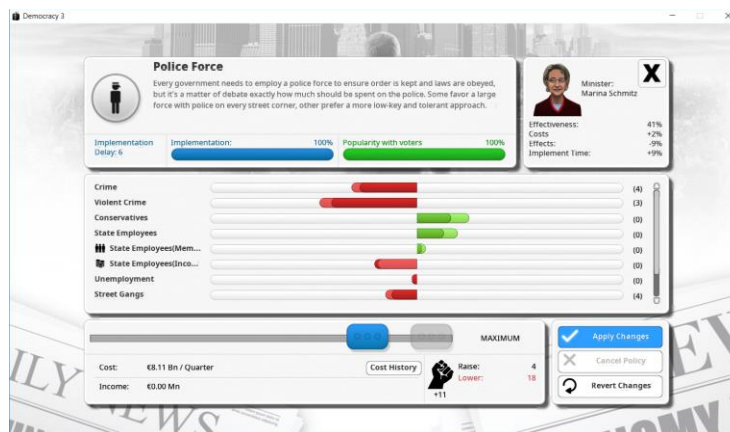 Democracy 3
Police Force
Every government needs to employ a police force to ensure order is kept and laws are obeyed,
but it's a matter of debate exactly how much should be spent on the police. Some favor a large
force with police on every street corner, other prefer a more low-key and tolerant approach.
Implementation
Delay: 6
Implementation: 100%
Popularity with voters 100%
X
Minister:
Marina Schmitz
Effectiveness: 41%
Costs +2%
Effects: -9%
Implement Time: +9%
Crime (4)
Violent Crime (3)
Conservatives (0)
State Employees (0)
State Employees(Mem... (0)
State Employees(Inco... (0)
Unemployment (0)
Street Gangs (4)
MAXIMUM
Cost: €8.11 Bn / Quarter
Cost History
Income: €0.00 Mn
Raise: 4
Lower: 18
+11
Apply Changes
Cancel Policy
Revert Changes
ILY
NEWS